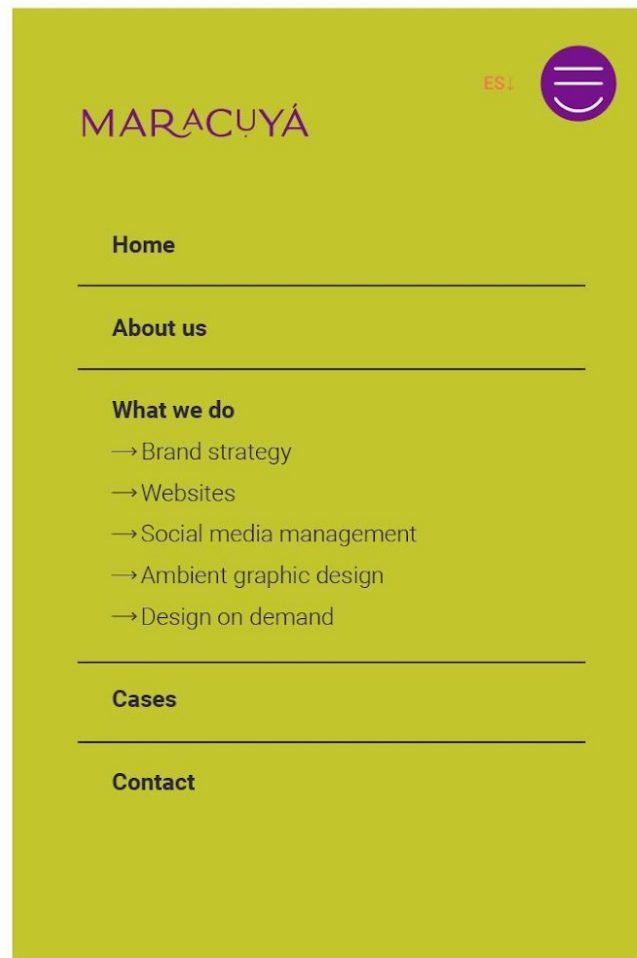 ES↓
MARACUYÁ
Home
About us
What we do
→Brand strategy
→Websites
→Social media management
→Ambient graphic design
→Design on demand
Cases
Contact